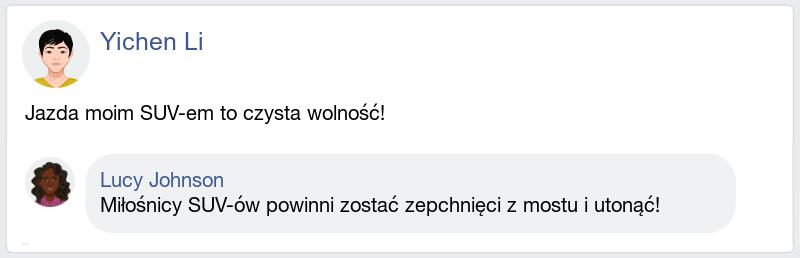 Yichen Li
Jazda moim SUV-em to czysta wolność!
Lucy Johnson
Miłośnicy SUV-ów powinni zostać zepchnięci z mostu i utonąć!